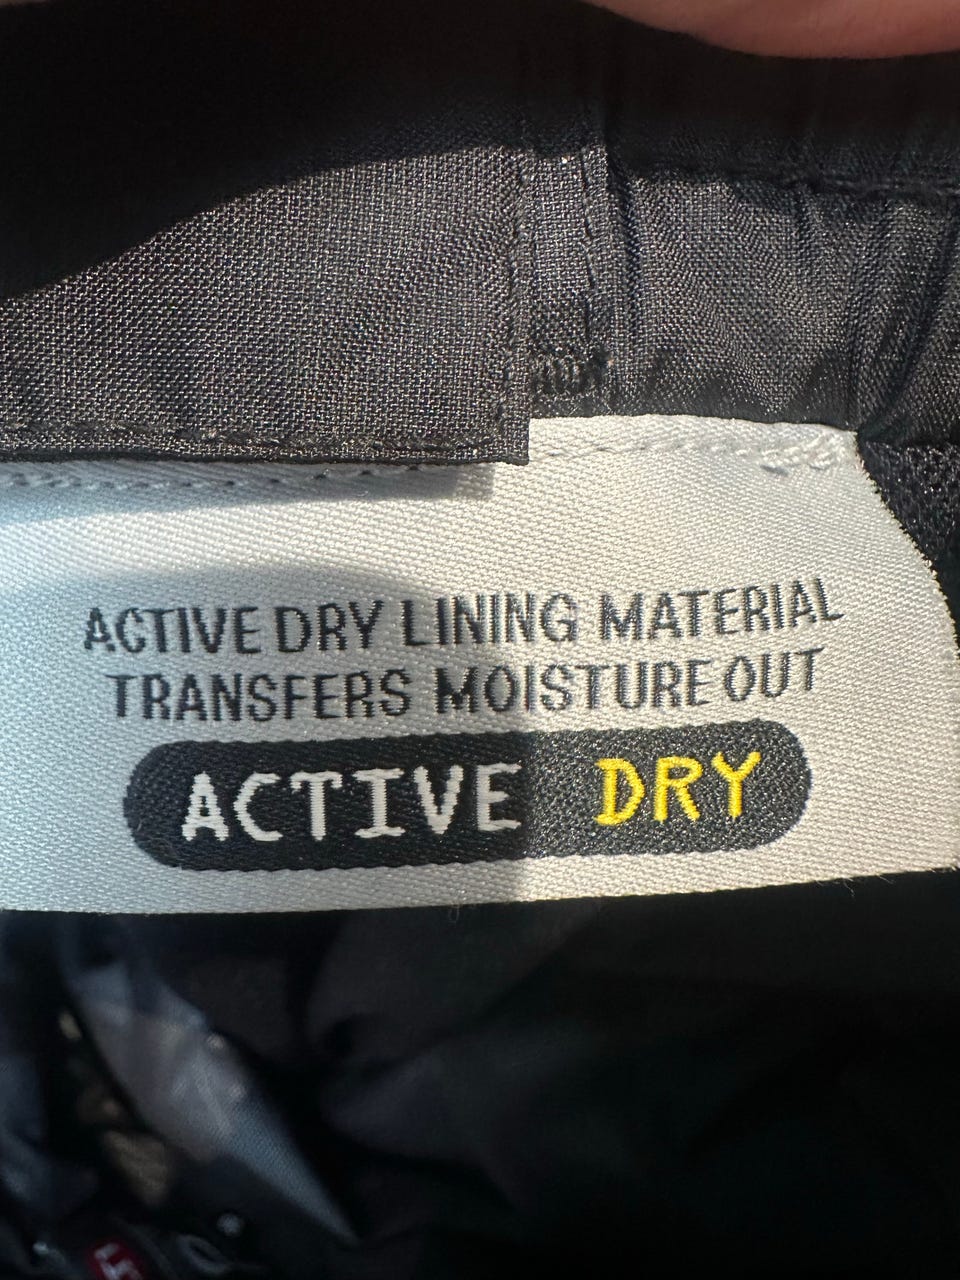 ACTIVE DRY LINING MATERIAL
TRANSFERS MOISTURE OUT
ACTIVE DRY